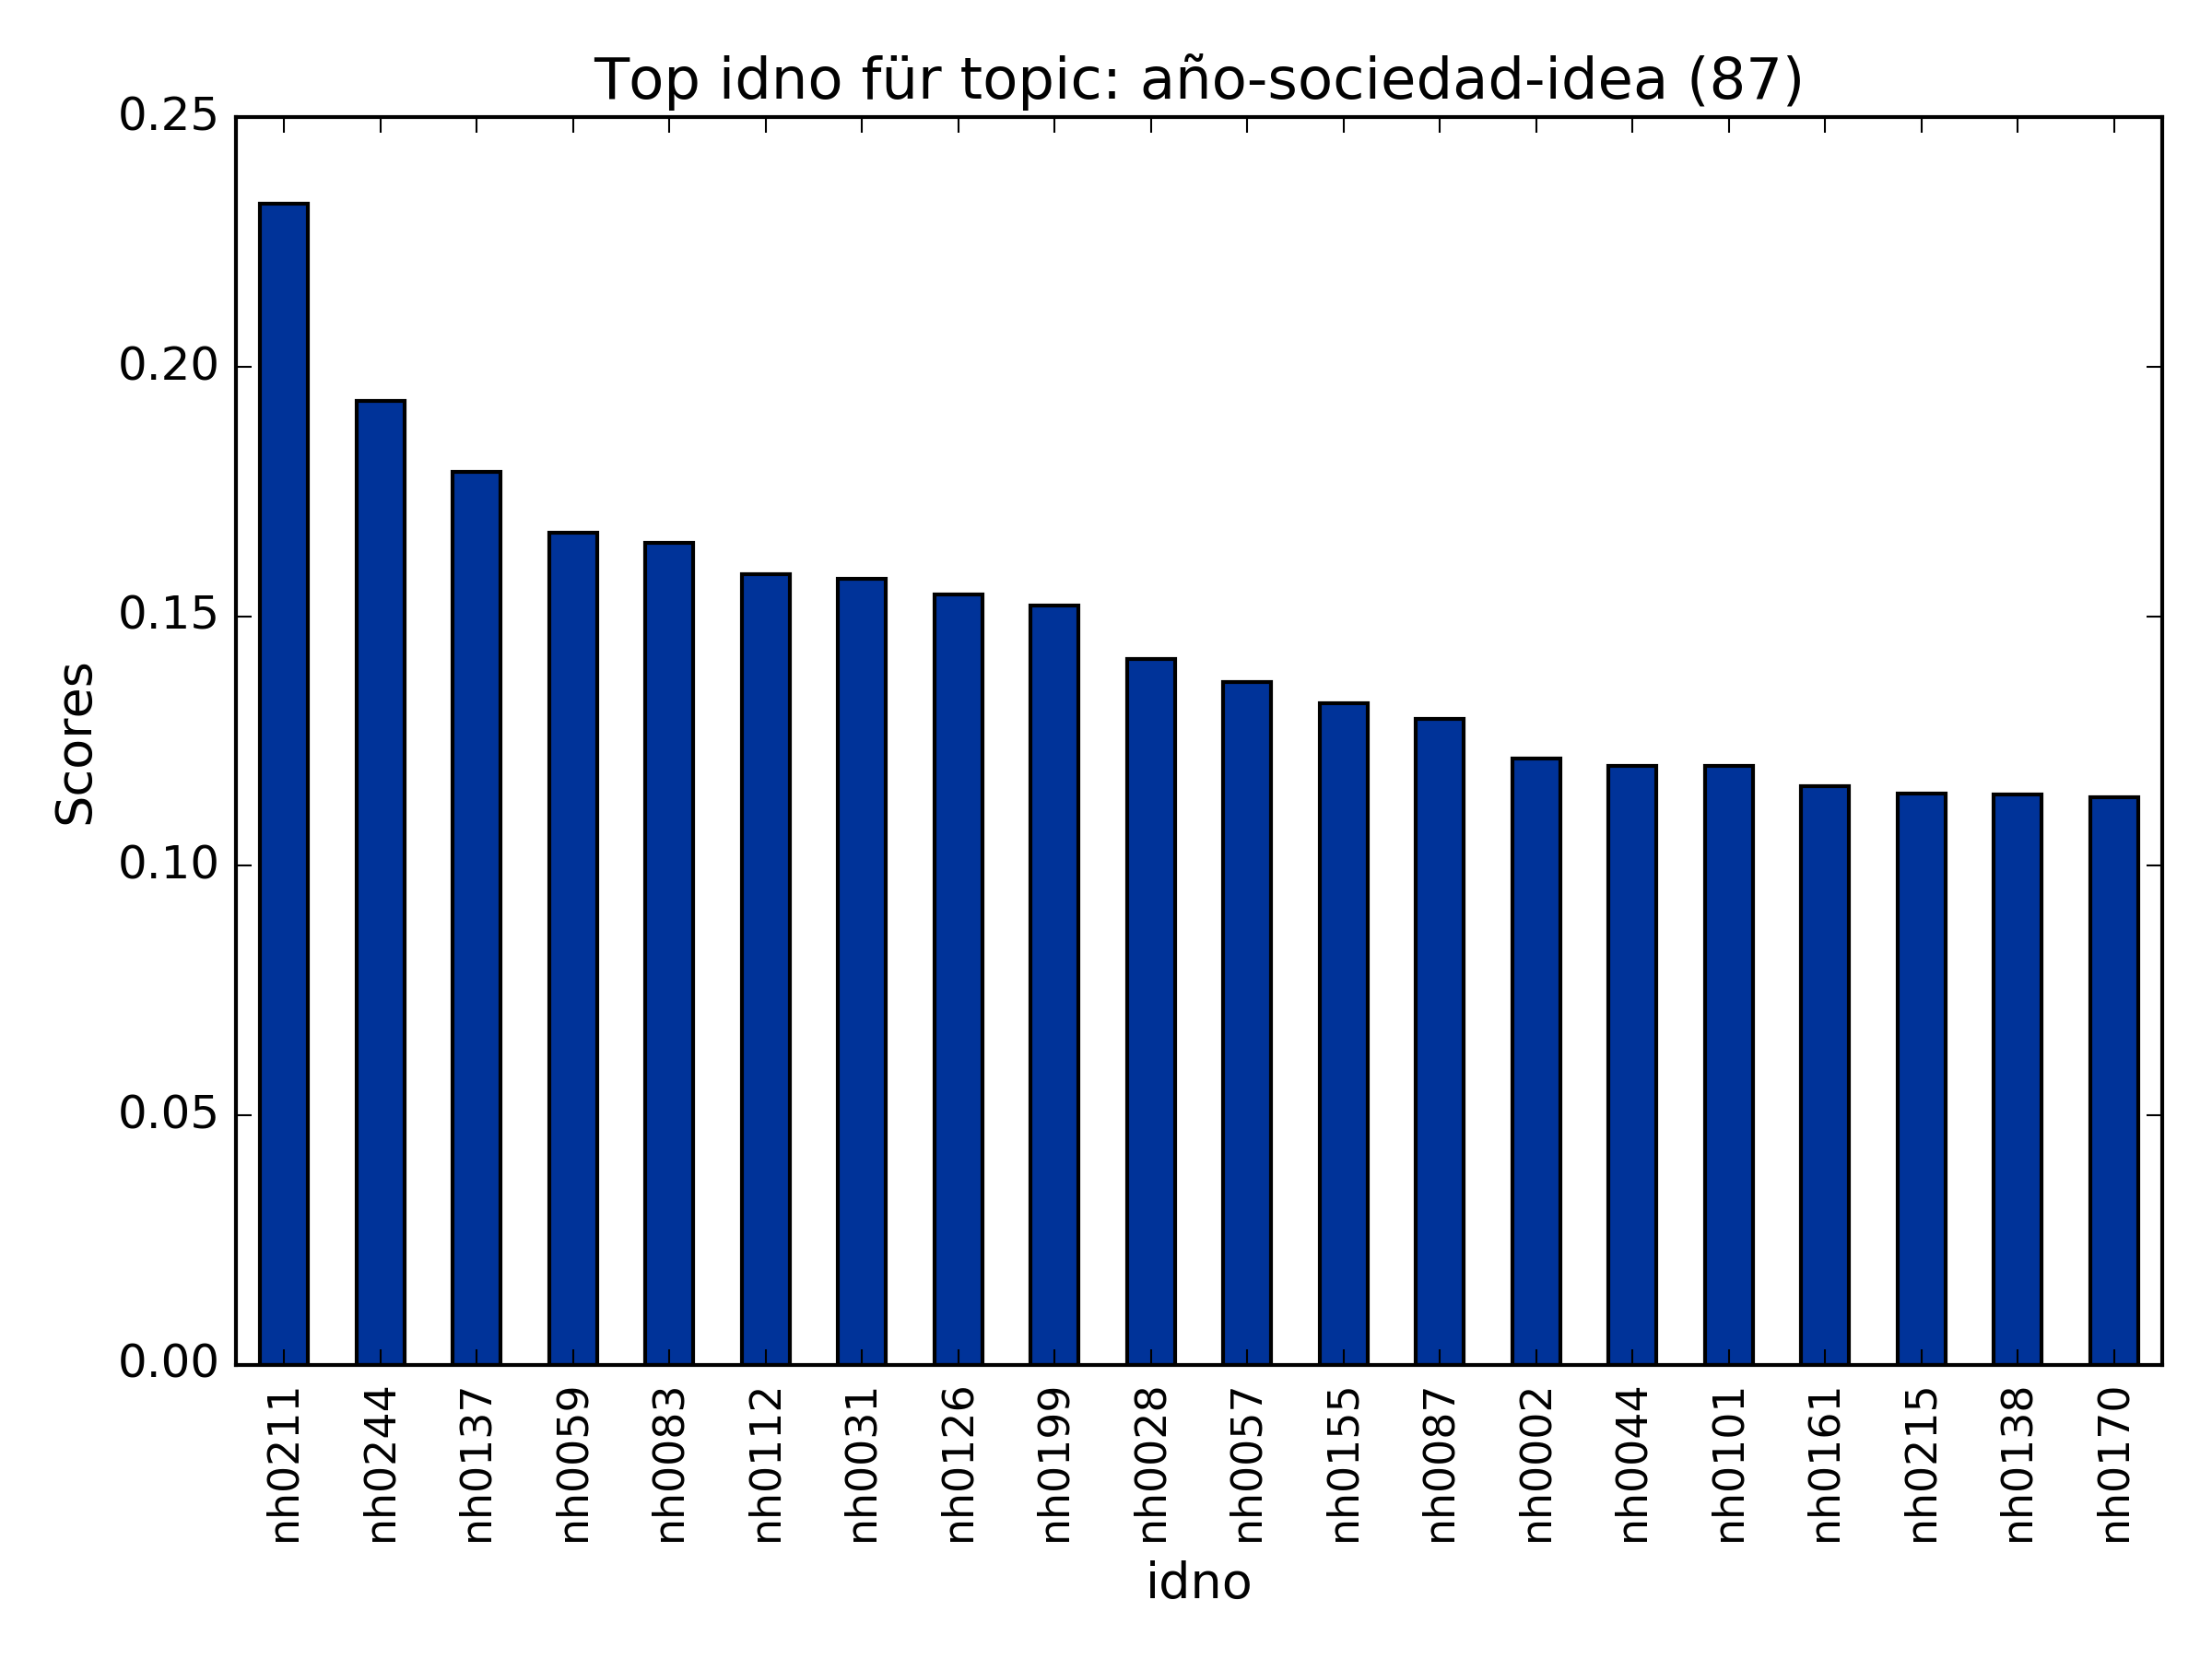 Top idno für topic: año-sociedad-idea (87)
0.25
0.20
0.15
0.10
0.05
0.00
Scores
nh0211
nh0244
nh0137
nh0059
nh0083
nh0112
nh0031
nh0126
nh0199
nh0028
nh0057
nh0155
nh0087
nh0002
nh0044
nh0101
nh0161
nh0215
nh0138
nh0170
idno